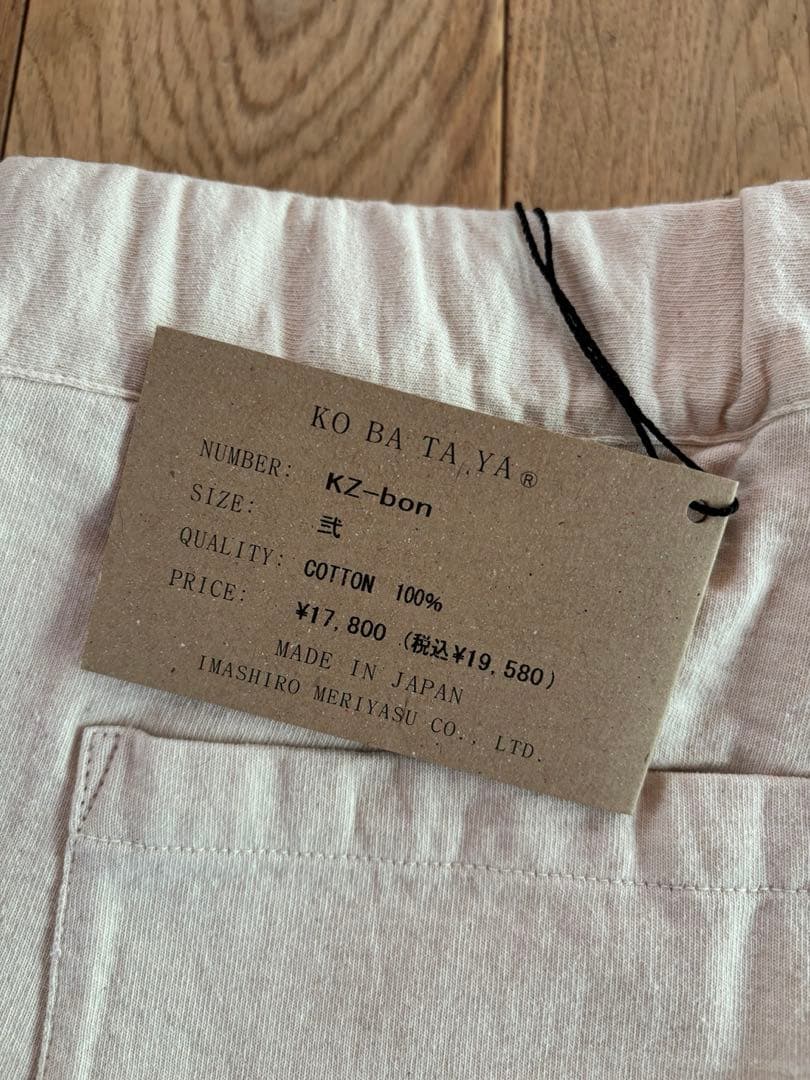 KO BA TA YA®
NUMBER: KZ-bon
SIZE: 弐
QUALITY: COTTON 100%
PRICE: ¥17,800 (税込¥19,580)
MADE IN JAPAN
IMASHIRO MERIYASU CO., LTD.